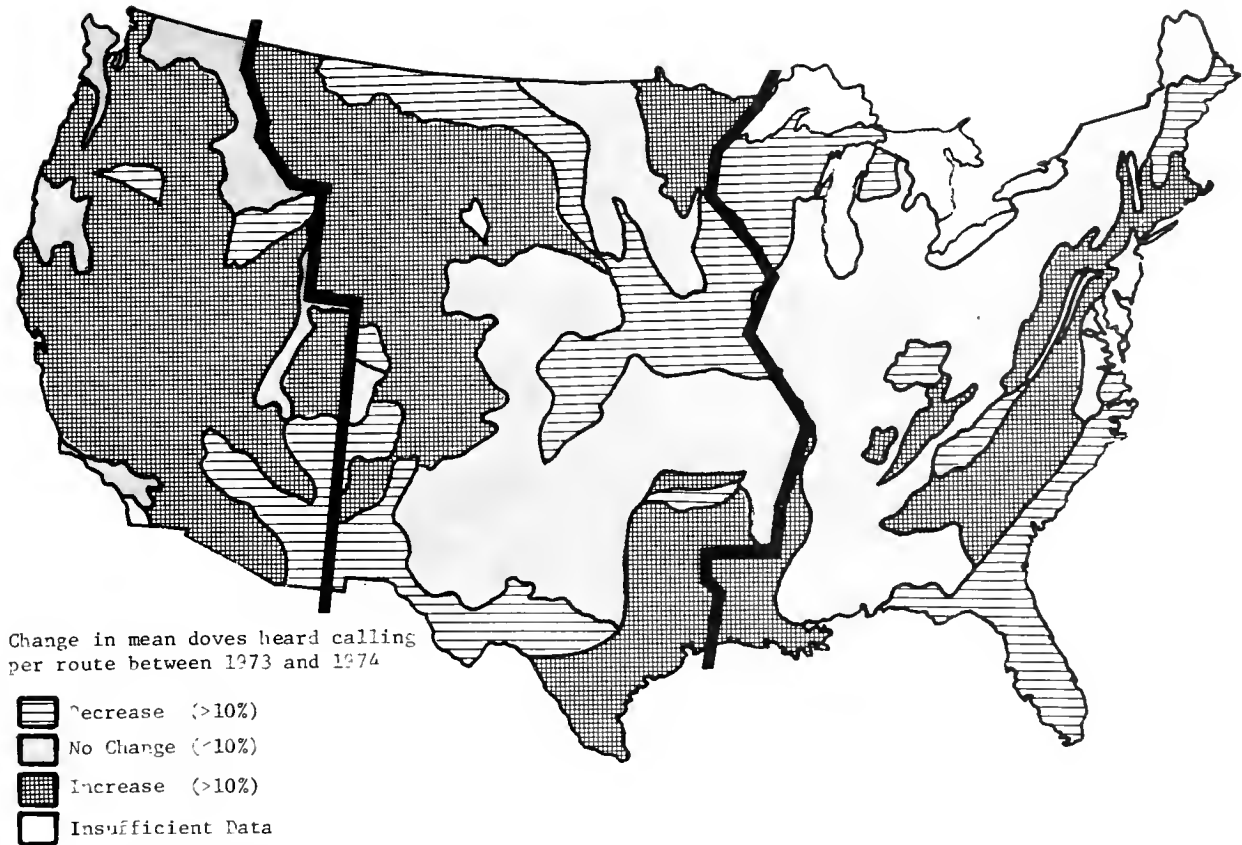 Change in mean doves heard calling
per route between 1973 and 1974
Decrease (>10%)
No Change (<10%)
Increase (>10%)
Insufficient Data